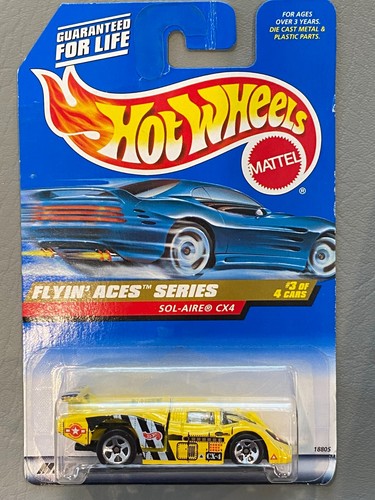 GUARANTEED
FOR LIFE
FOR AGES
OVER 3 YEARS.
DIE CAST METAL &
PLASTIC PARTS.
HOT WHEELS
MATTEL
®
FLYIN' ACES™ SERIES
#3 OF
4 CARS
SOL-AIRE® CX4
18805
CX-1